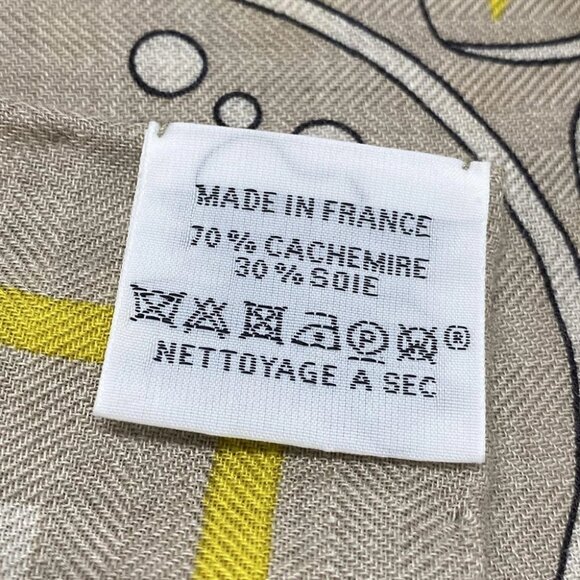 MADE IN FRANCE
70% CACHEMIRE
30% SOIE
P ®
NETTOYAGE A SEC